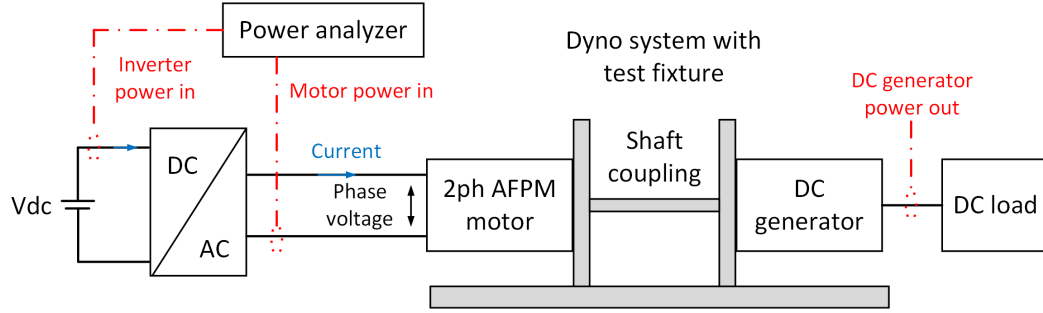 Power analyzer
Inverter
power in
Motor power in
Dyno system with
test fixture
DC generator
power out
Vdc
DC
AC
Current
Phase
voltage
2ph AFPM
motor
Shaft
coupling
DC
generator
DC load